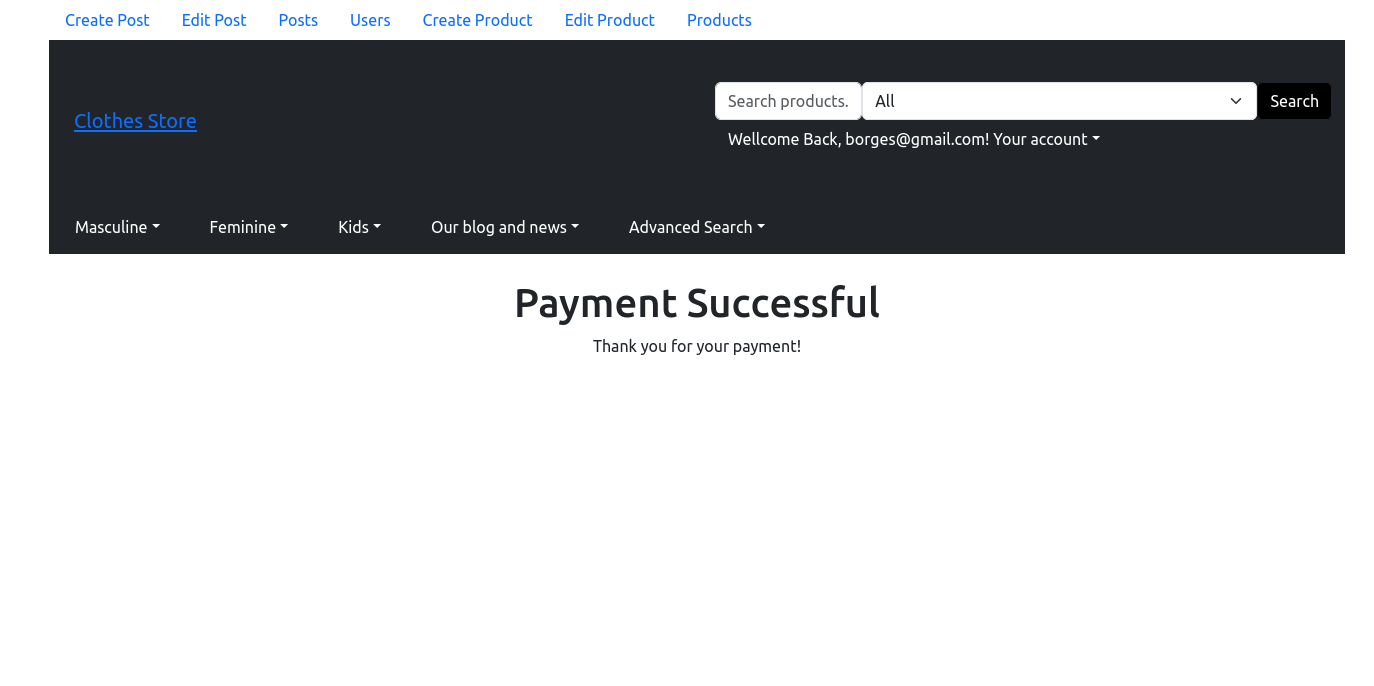 Create Post Edit Post Posts Users Create Product Edit Product Products
Search products. All Search
Clothes Store
Wellcome Back, borges@gmail.com! Your account
Masculine Feminine Kids Our blog and news Advanced Search
Payment Successful
Thank you for your payment!